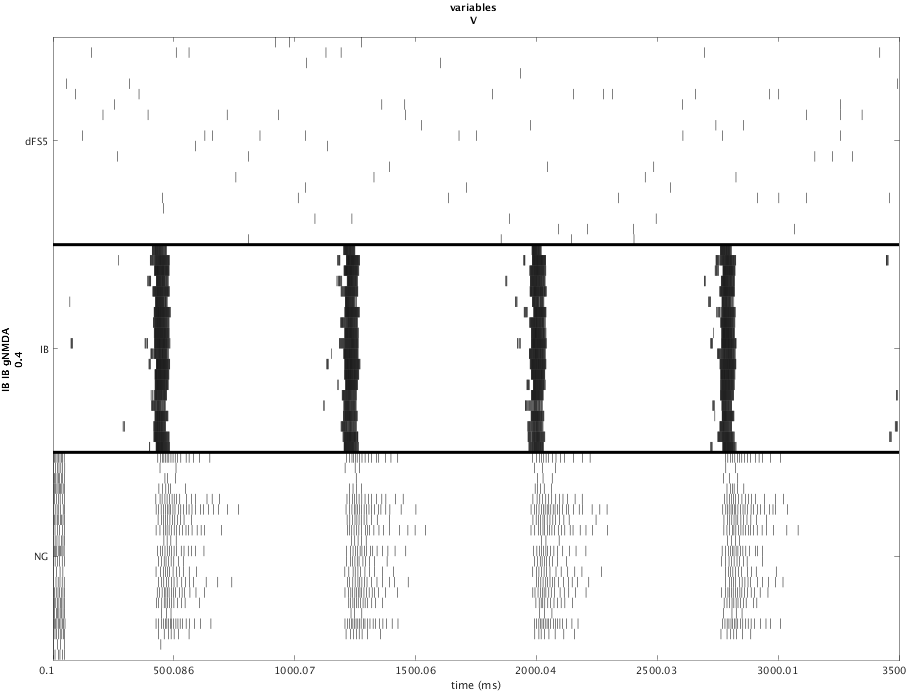 variables
V
dFS5
IB
NG
IB IB gNMDA
0.4
0.1
500.086
1000.07
1500.06
2000.04
2500.03
3000.01
3500
time (ms)